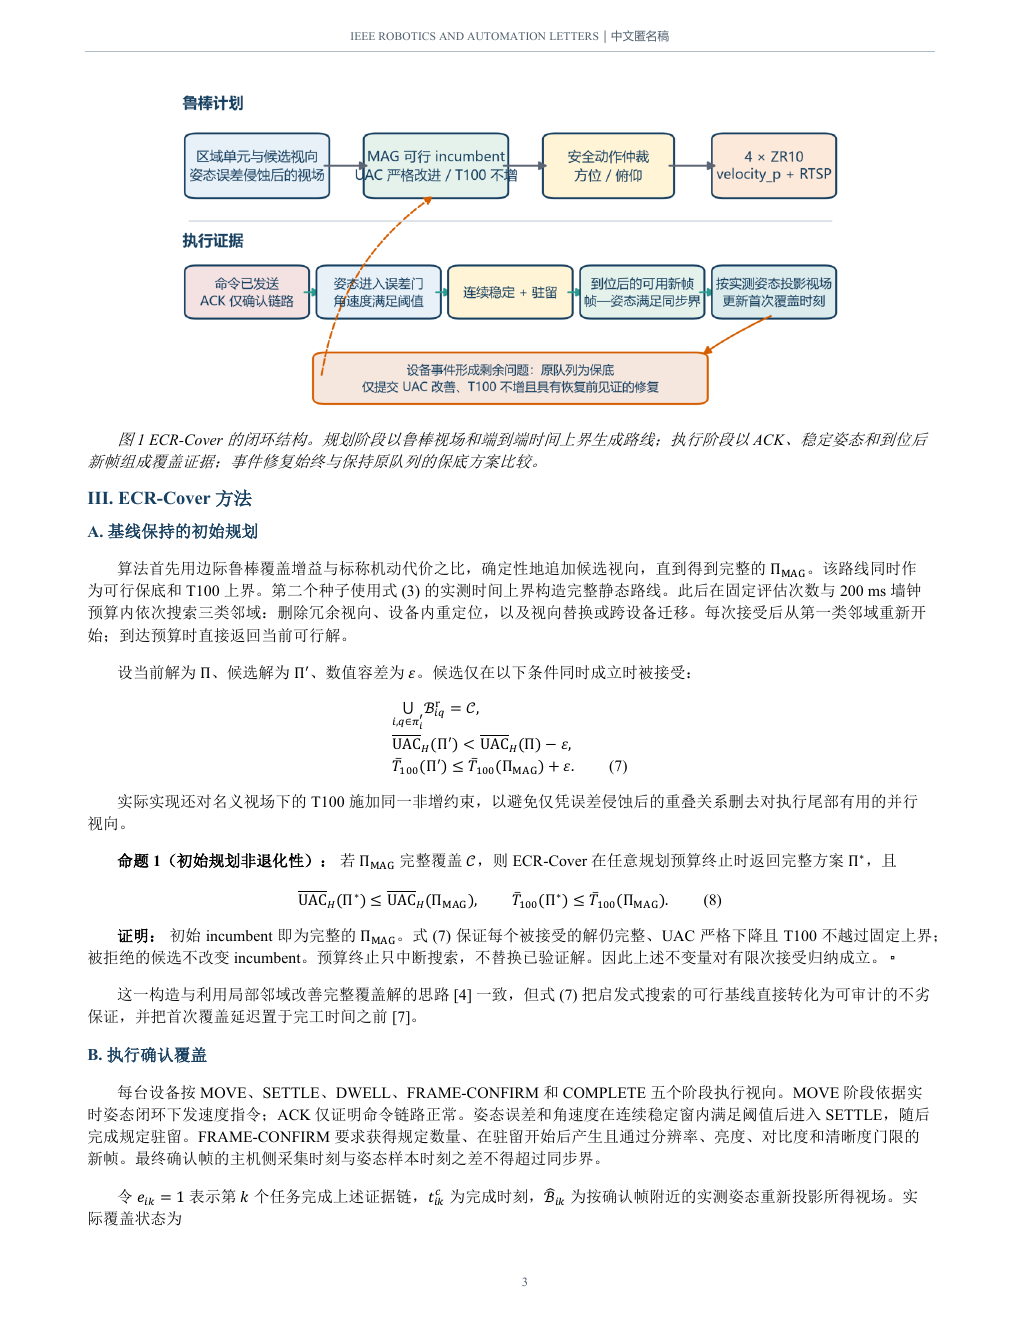 IEEE ROBOTICS AND AUTOMATION LETTERS | 中文匿名稿
鲁棒计划
区域单元与候选视向
姿态误差侵蚀后的视场
MAG 可行 incumbent
UAC 严格改进 / T100 不增
安全动作仲裁
方位 / 俯仰
4 × ZR10
velocity_p + RTSP
执行证据
命令已发送
ACK 仅确认链路
姿态进入误差门
角速度满足阈值
连续稳定 + 驻留
到位后的可用新帧
帧—姿态满足同步界
按实测姿态投影视场
更新首次覆盖时刻
设备事件形成剩余问题：原队列为保底
仅提交 UAC 改善、T100 不增且具有恢复前见证的修复
图 1 ECR-Cover 的闭环结构。规划阶段以鲁棒视场和端到端时间上界生成路线；执行阶段以 ACK、稳定姿态和到位后
新帧组成覆盖证据；事件修复始终与保持原队列的保底方案比较。
III. ECR-Cover 方法
A. 基线保持的初始规划
算法首先用边际鲁棒覆盖增益与标称机动代价之比，确定性地追加候选视向，直到得到完整的 Π_MAG。该路线同时作
为可行保底和 T100 上界。第二个种子使用式 (3) 的实测时间上界构造完整静态路线。此后在固定评估次数与 200 ms 墙钟
预算内依次搜索三类邻域：删除冗余视向、设备内重定位，以及视向替换或跨设备迁移。每次接受后从第一类邻域重新开
始；到达预算时直接返回当前可行解。
设当前解为 Π、候选解为 Π′、数值容差为 ε。候选仅在以下条件同时成立时被接受：
⋃_{i,q∈π′_i} ℬ^r_{iq} = 𝒞,
U̅A̅C̅_H(Π′) < U̅A̅C̅_H(Π) − ε,
T̄₁₀₀(Π′) ≤ T̄₁₀₀(Π_MAG) + ε. (7)
实际实现还对名义视场下的 T100 施加同一非增约束，以避免仅凭误差侵蚀后的重叠关系删去对执行尾部有用的并行
视向。
命题 1（初始规划非退化性）： 若 Π_MAG 完整覆盖 𝒞，则 ECR-Cover 在任意规划预算终止时返回完整方案 Π*，且
U̅A̅C̅_H(Π*) ≤ U̅A̅C̅_H(Π_MAG), T̄₁₀₀(Π*) ≤ T̄₁₀₀(Π_MAG). (8)
证明： 初始 incumbent 即为完整的 Π_MAG。式 (7) 保证每个被接受的解仍完整、UAC 严格下降且 T100 不越过固定上界；
被拒绝的候选不改变 incumbent。预算终止只中断搜索，不替换已验证解。因此上述不变量对有限次接受归纳成立。▪
这一构造与利用局部邻域改善完整覆盖解的思路 [4] 一致，但式 (7) 把启发式搜索的可行基线直接转化为可审计的不劣
保证，并把首次覆盖延迟置于完工时间之前 [7]。
B. 执行确认覆盖
每台设备按 MOVE、SETTLE、DWELL、FRAME-CONFIRM 和 COMPLETE 五个阶段执行视向。MOVE 阶段依据实
时姿态闭环下发速度指令；ACK 仅证明命令链路正常。姿态误差和角速度在连续稳定窗内满足阈值后进入 SETTLE，随后
完成规定驻留。FRAME-CONFIRM 要求获得规定数量、在驻留开始后产生且通过分辨率、亮度、对比度和清晰度门限的
新帧。最终确认帧的主机侧采集时刻与姿态样本时刻之差不得超过同步界。
令 e_{ik} = 1 表示第 k 个任务完成上述证据链，t^c_{ik} 为完成时刻，ℬ̂_{ik} 为按确认帧附近的实测姿态重新投影所得视场。实
际覆盖状态为
3